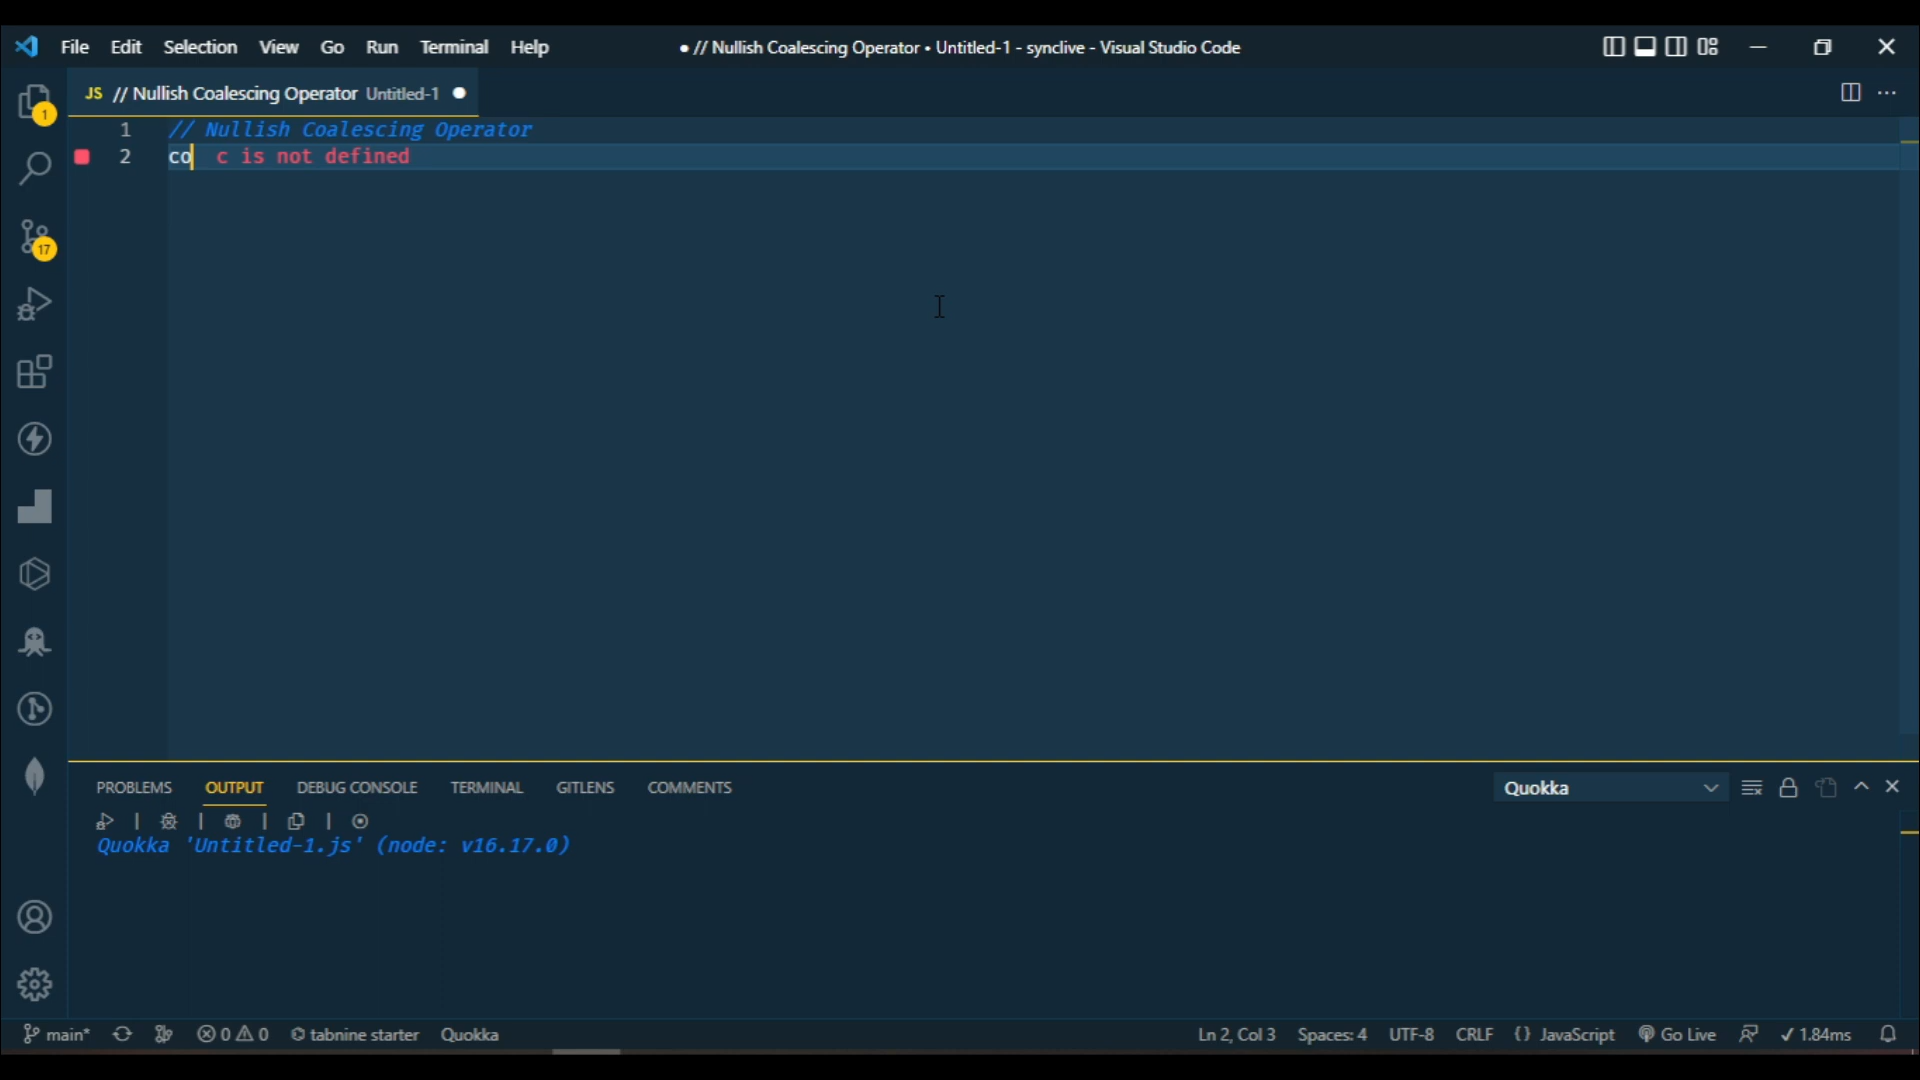 File Edit Selection View Go Run Terminal Help
● // Nullish Coalescing Operator • Untitled-1 - synclive - Visual Studio Code
JS // Nullish Coalescing Operator Untitled-1 ●
1
1 // Nullish Coalescing Operator
2 co c is not defined
17
PROBLEMS OUTPUT DEBUG CONSOLE TERMINAL GITLENS COMMENTS
Quokka
Quokka 'Untitled-1.js' (node: v16.17.0)
main* 0 0 tabnine starter Quokka
Ln 2, Col 3 Spaces: 4 UTF-8 CRLF {} JavaScript Go Live ✓ 1.84ms